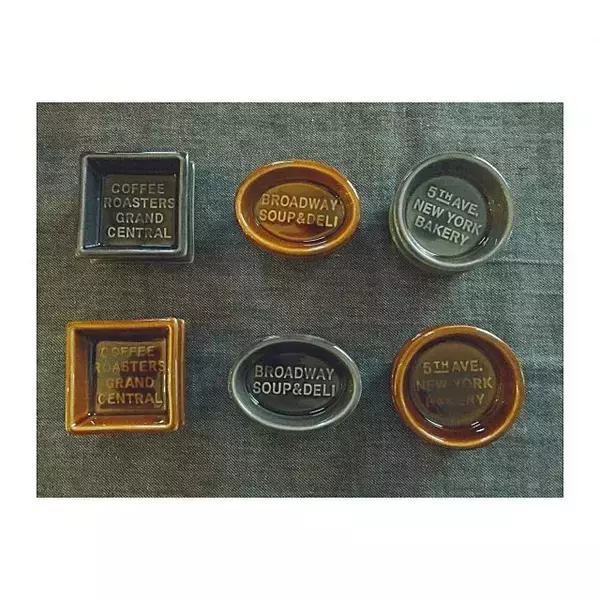 COFFEE
ROASTERS
GRAND
CENTRAL
BROADWAY
SOUP&DELI
5TH AVE.
NEW YORK
BAKERY
COFFEE
ROASTERS
GRAND
CENTRAL
BROADWAY
SOUP&DELI
5TH AVE.
NEW YORK
BAKERY